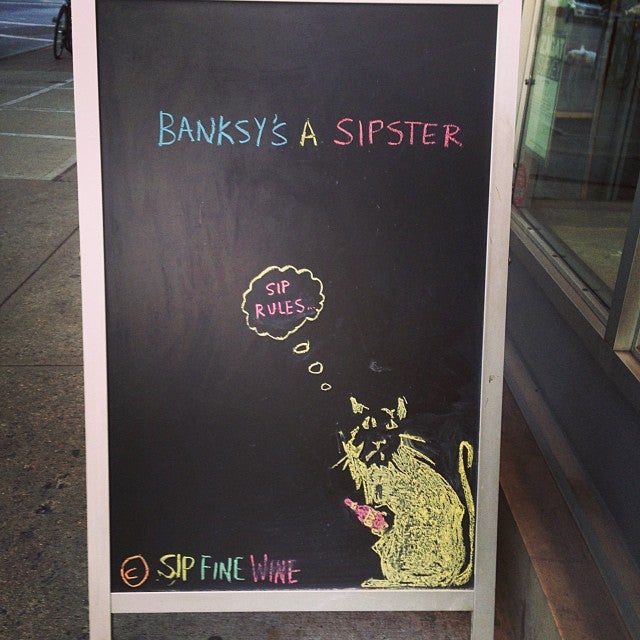 BANKSY'S A SIPSTER
SIP
RULES...
© SIP FINE WINE